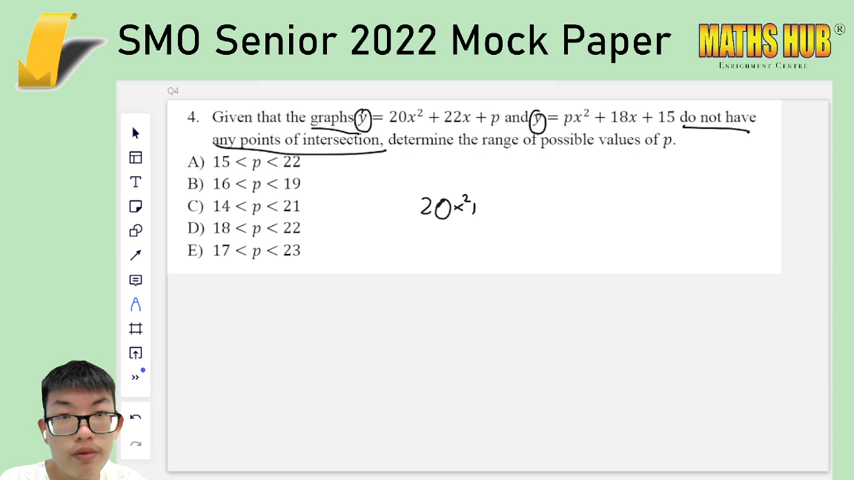 SMO Senior 2022 Mock Paper
MATHS HUB®
ENRICHMENT CENTRE
Q4
4. Given that the graphs y = 20x² + 22x + p and y = px² + 18x + 15 do not have
any points of intersection, determine the range of possible values of p.
A) 15 < p < 22
B) 16 < p < 19
C) 14 < p < 21
D) 18 < p < 22
E) 17 < p < 23
20x²